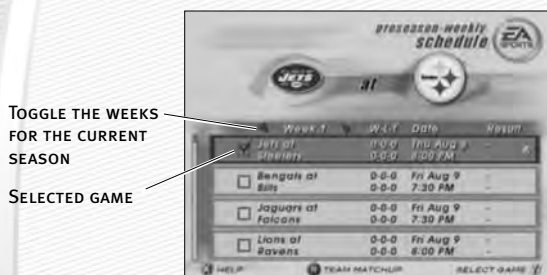 preseason-weekly
schedule
EA
SPORTS
JETS
at
TOGGLE THE WEEKS
FOR THE CURRENT
SEASON
SELECTED GAME
Week 1 W-L-T Date Result
Jets at 0-0-0 Thu Aug 8 -
Steelers 0-0-0 8:00 PM -
Bengals at 0-0-0 Fri Aug 9 -
Bills 0-0-0 7:30 PM -
Jaguars at 0-0-0 Fri Aug 9 -
Falcons 0-0-0 7:30 PM -
Lions at 0-0-0 Fri Aug 9 -
Ravens 0-0-0 8:00 PM -
HELP TEAM MATCHUP SELECT GAME